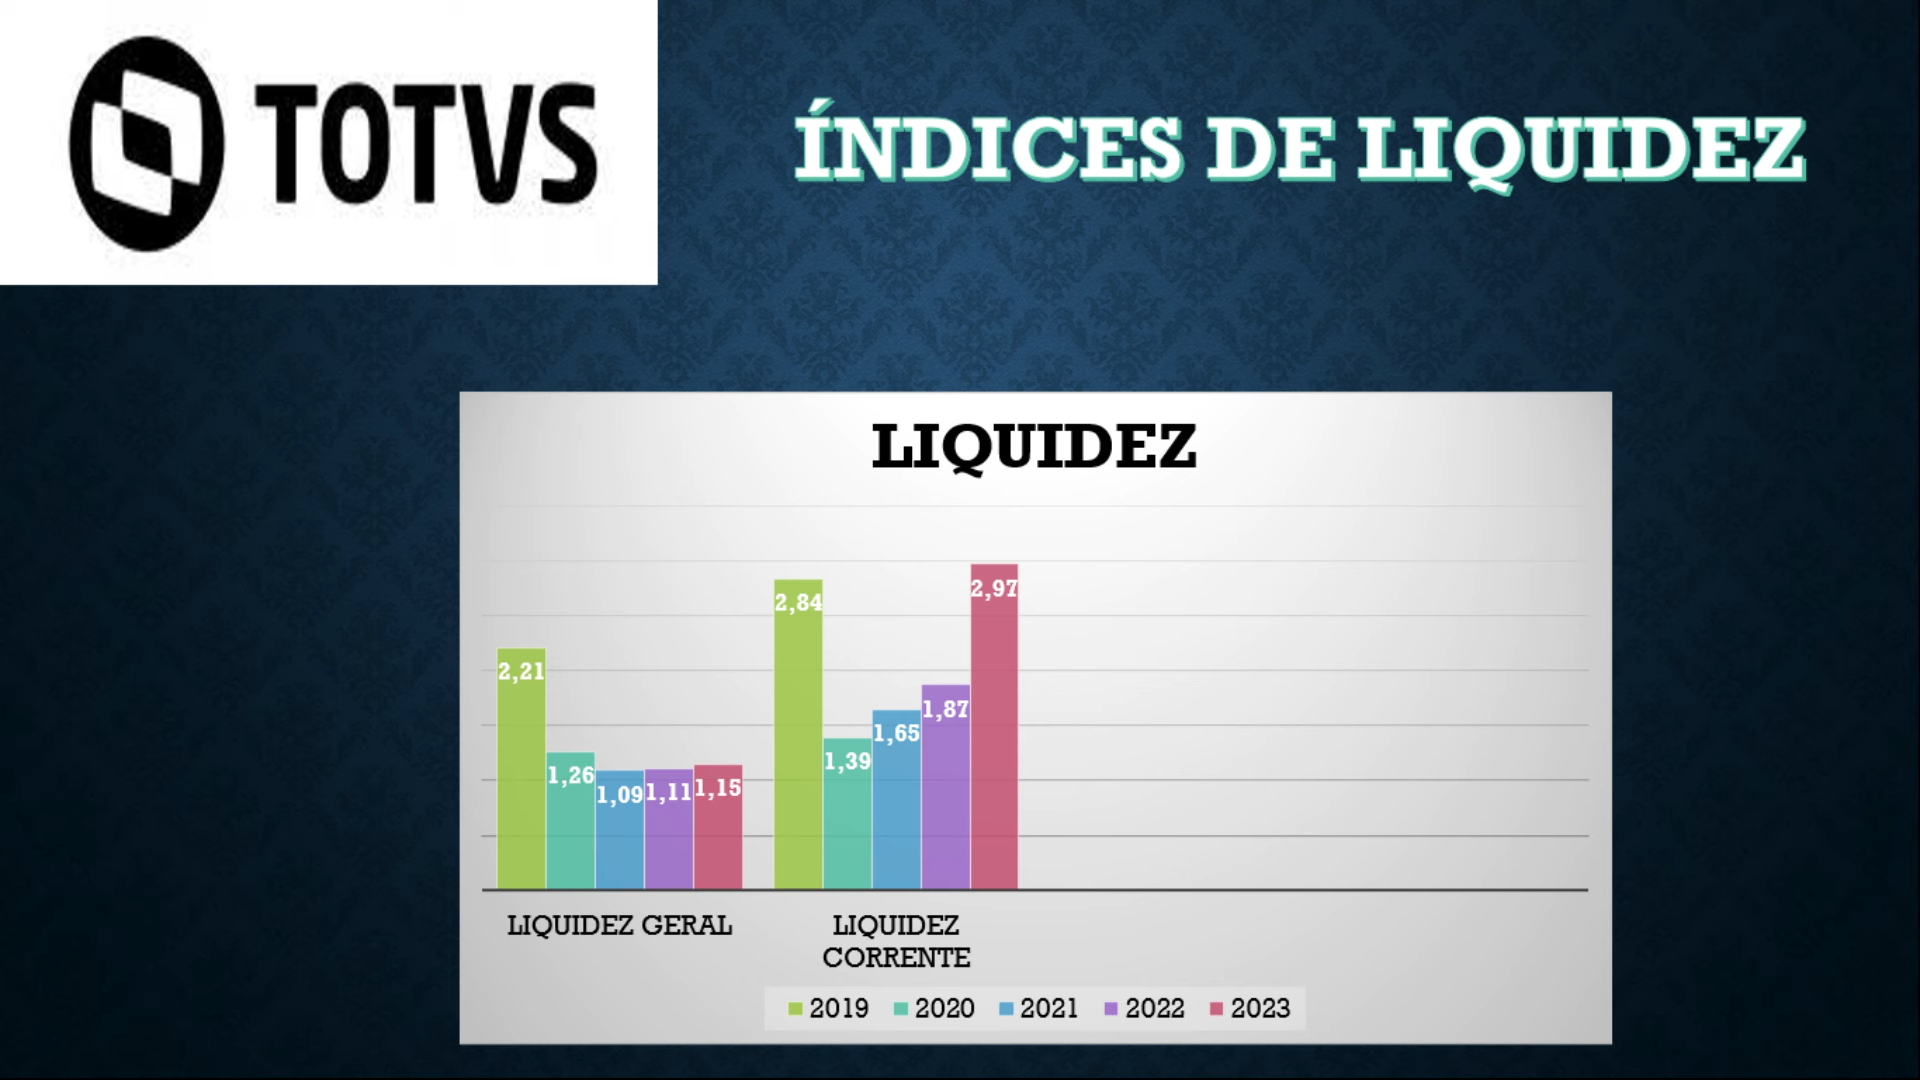 TOTVS
ÍNDICES DE LIQUIDEZ
LIQUIDEZ
2,21
1,26
1,09
1,11
1,15
2,84
1,39
1,65
1,87
2,97
LIQUIDEZ GERAL
LIQUIDEZ
CORRENTE
2019 2020 2021 2022 2023